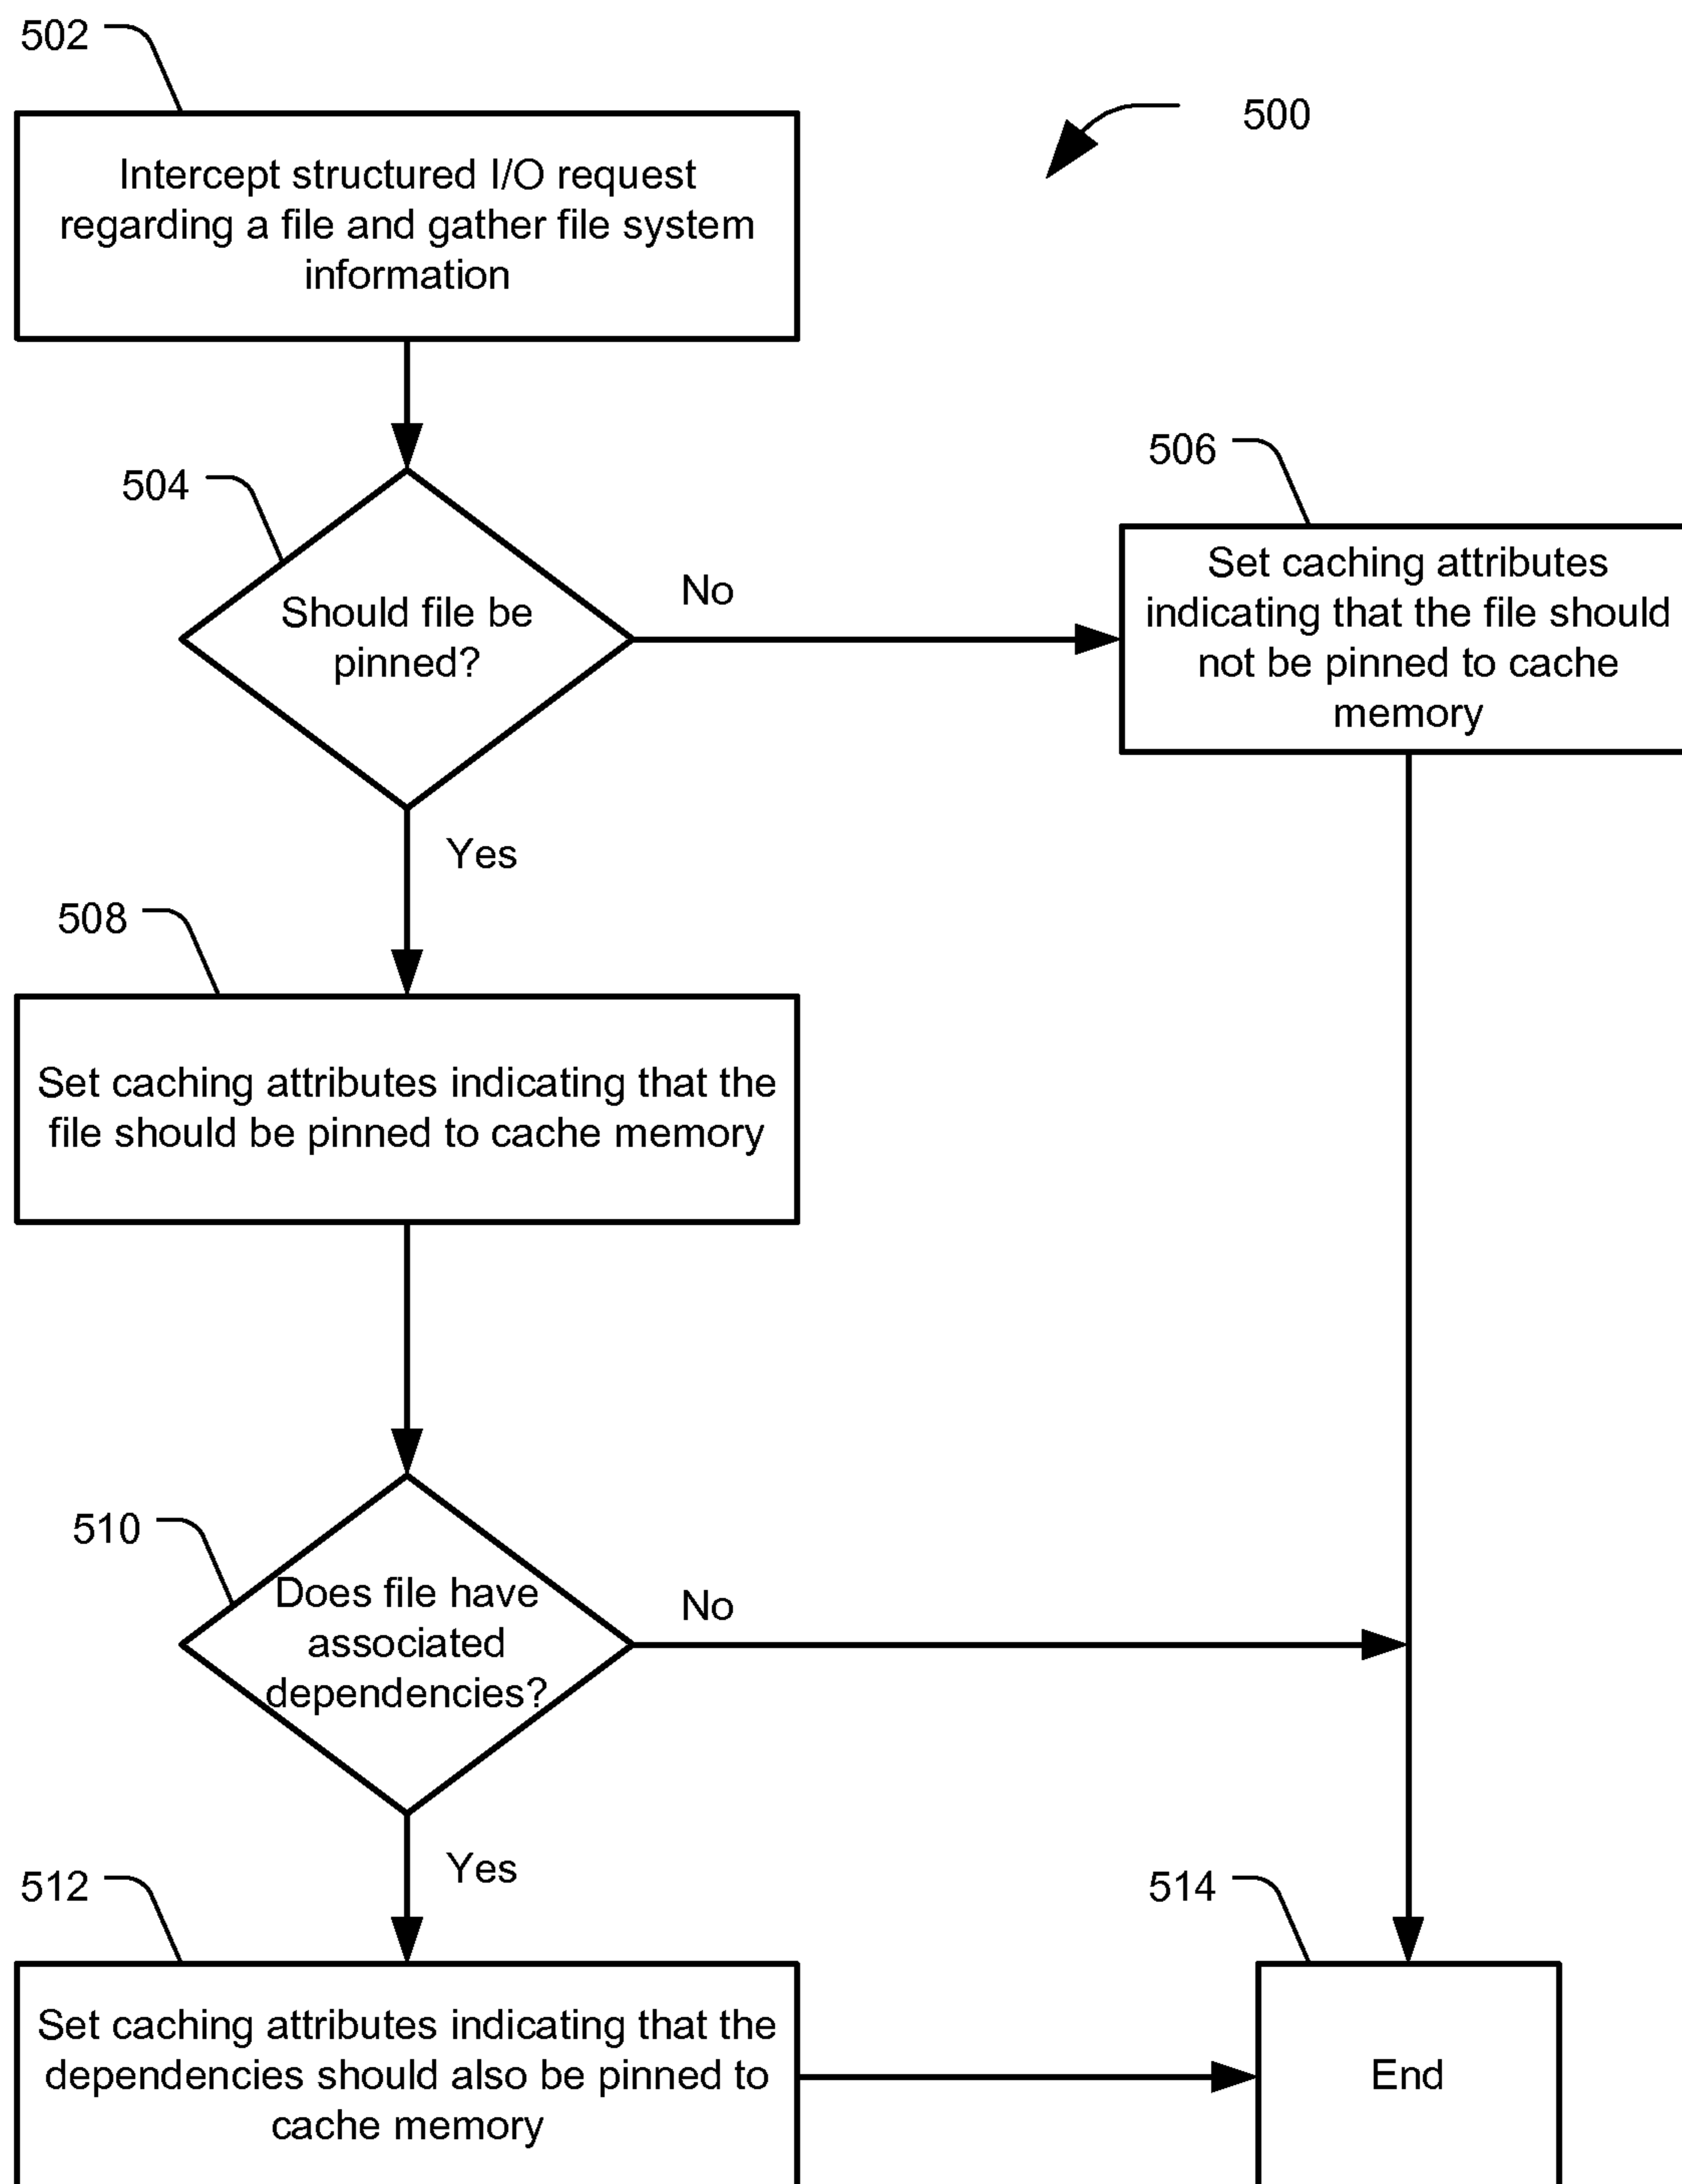 502
500
Intercept structured I/O request
regarding a file and gather file system
information
504
Should file be
pinned?
No
506
Set caching attributes
indicating that the file should
not be pinned to cache
memory
Yes
508
Set caching attributes indicating that the
file should be pinned to cache memory
510
Does file have
associated
dependencies?
No
Yes
512
Set caching attributes indicating that the
dependencies should also be pinned to
cache memory
514
End